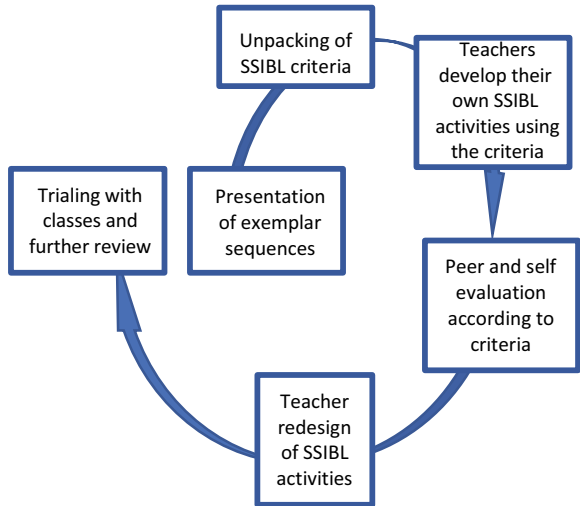 Unpacking of
SSIBL criteria
Teachers
develop their
own SSIBL
activities using
the criteria
Trialing with
classes and
further review
Presentation
of exemplar
sequences
Peer and self
evaluation
according to
criteria
Teacher
redesign
of SSIBL
activities